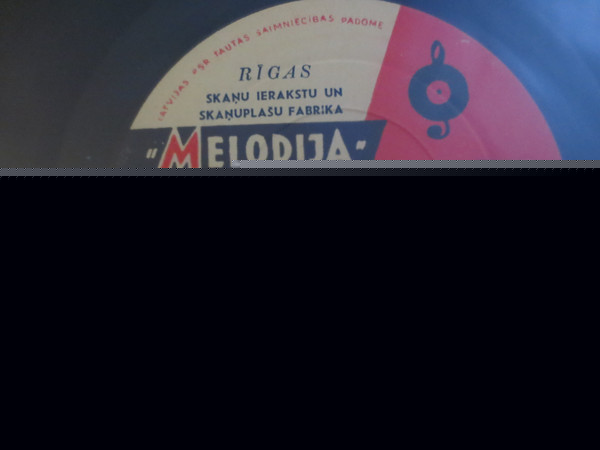 LATVIJAS PSR TAUTAS SAIMNIECĪBAS PADOME
RĪGAS
SKAŅU IERAKSTU UN
SKAŅUPLAŠU FABRIKA
"MELODIJA"